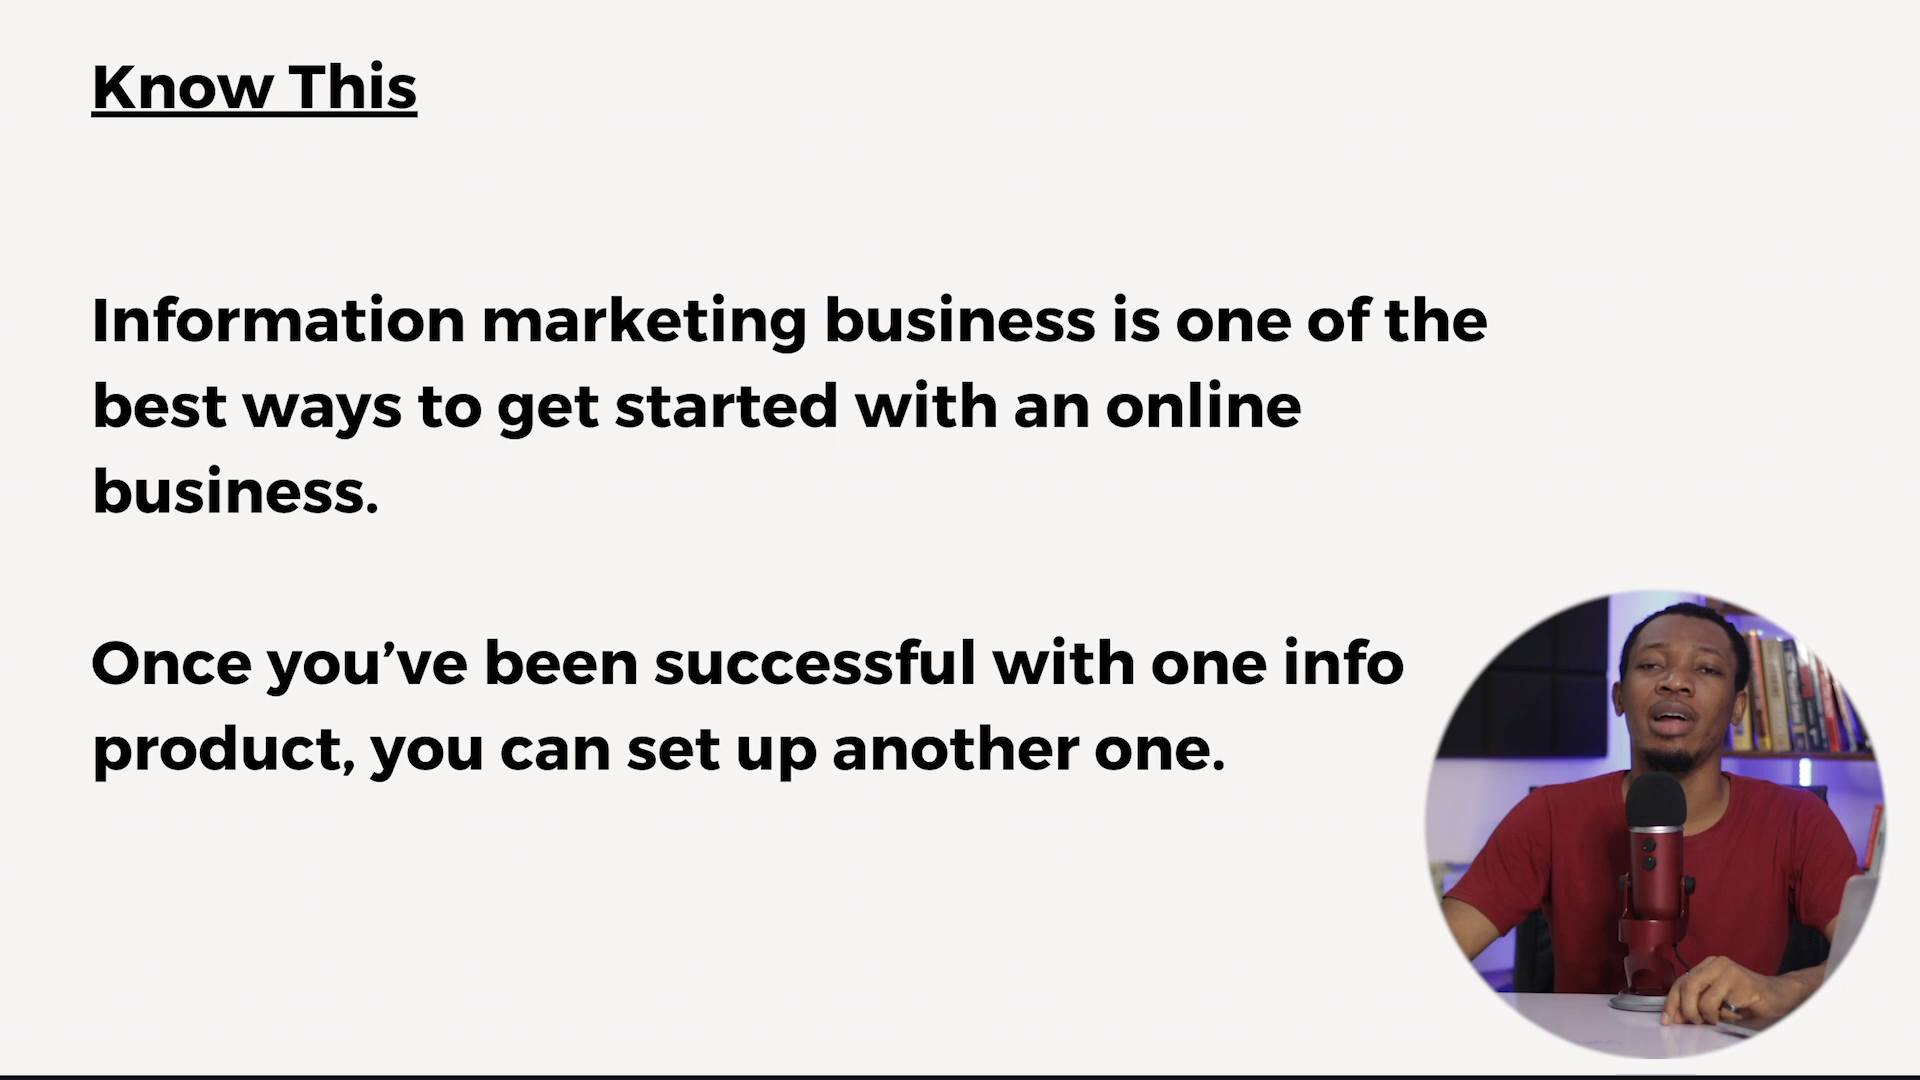 Know This
Information marketing business is one of the
best ways to get started with an online
business.
Once you’ve been successful with one info
product, you can set up another one.